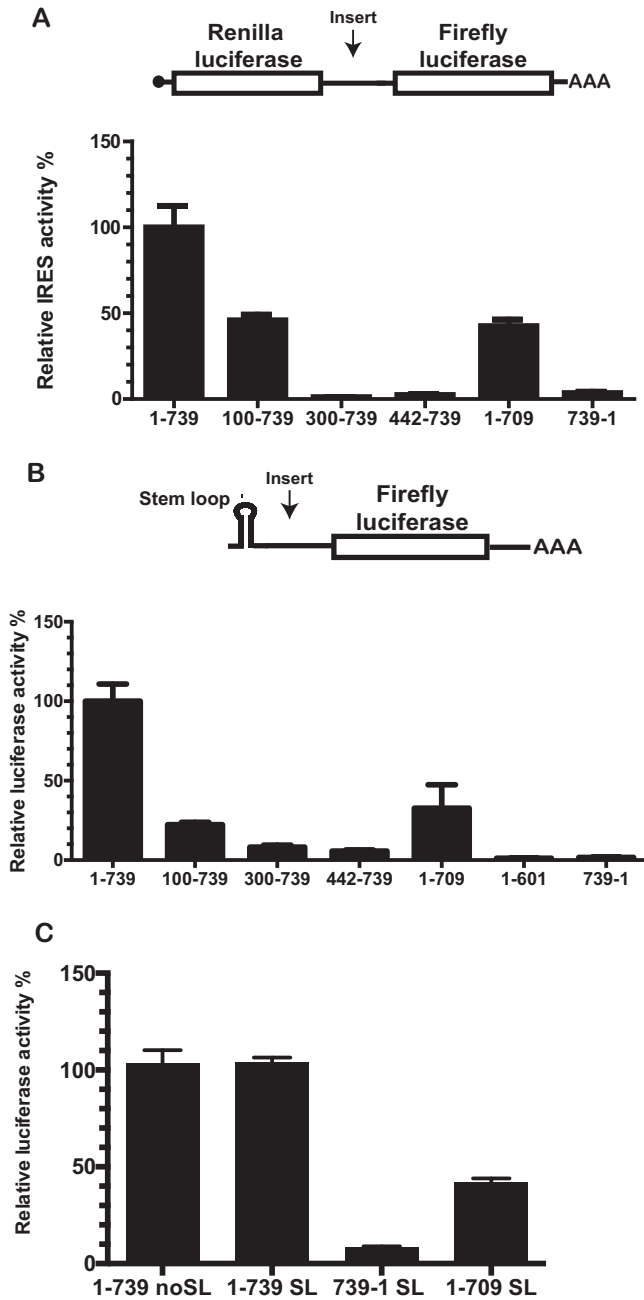 A
Insert
Renilla
luciferase
Firefly
luciferase
AAA
Relative IRES activity %
150
100
50
0
1-739 100-739 300-739 442-739 1-709 739-1
B
Stem loop
Insert
Firefly
luciferase
AAA
Relative luciferase activity %
150
100
50
0
1-739 100-739 300-739 442-739 1-709 1-601 739-1
C
Relative luciferase activity %
150
100
50
0
1-739 noSL 1-739 SL 739-1 SL 1-709 SL